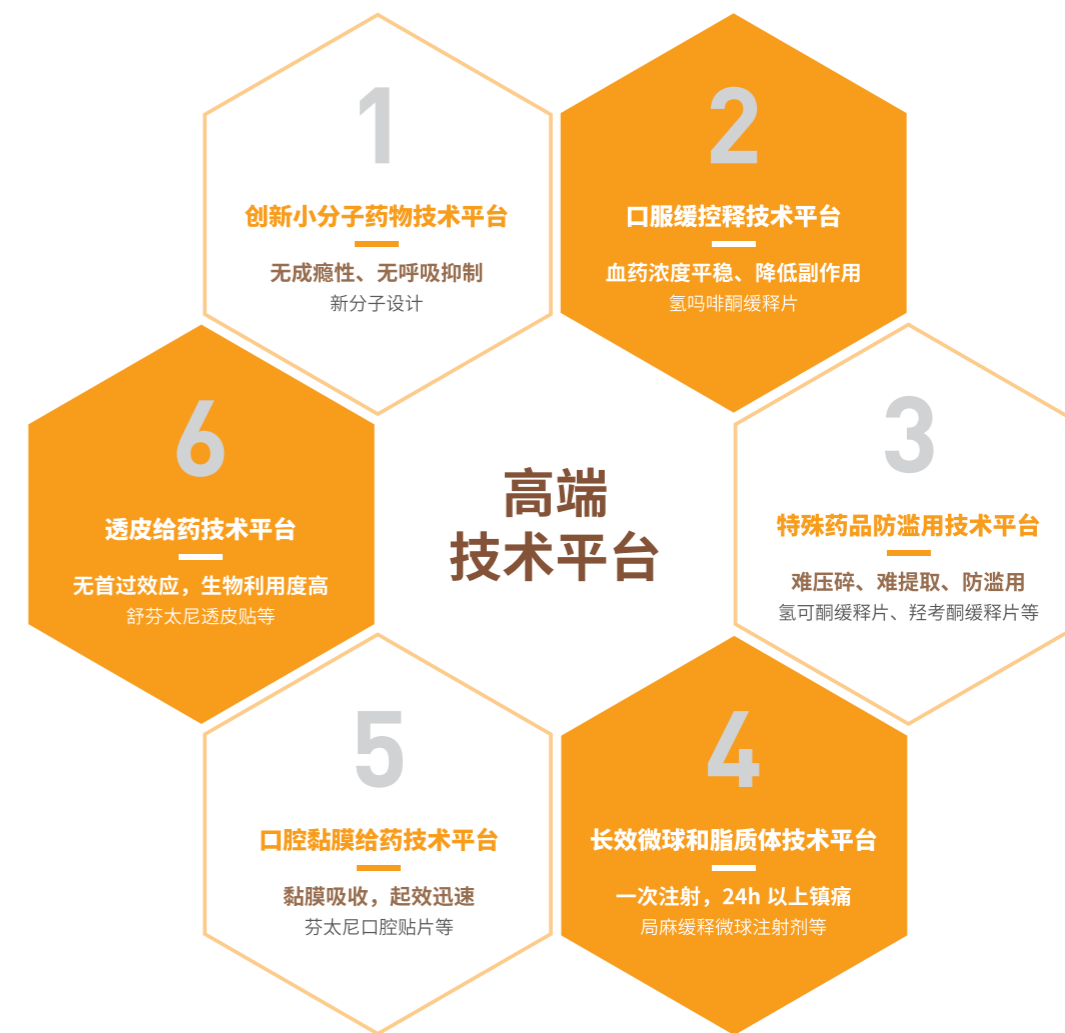 1
创新小分子药物技术平台
无成瘾性、无呼吸抑制
新分子设计
2
口服缓控释技术平台
血药浓度平稳、降低副作用
氢吗啡酮缓释片
高端
技术平台
3
特殊药品防滥用技术平台
难压碎、难提取、防滥用
氢可酮缓释片、羟考酮缓释片等
4
长效微球和脂质体技术平台
一次注射，24h 以上镇痛
局麻缓释微球注射剂等
5
口腔黏膜给药技术平台
黏膜吸收，起效迅速
芬太尼口腔贴片等
6
透皮给药技术平台
无首过效应，生物利用度高
舒芬太尼透皮贴等